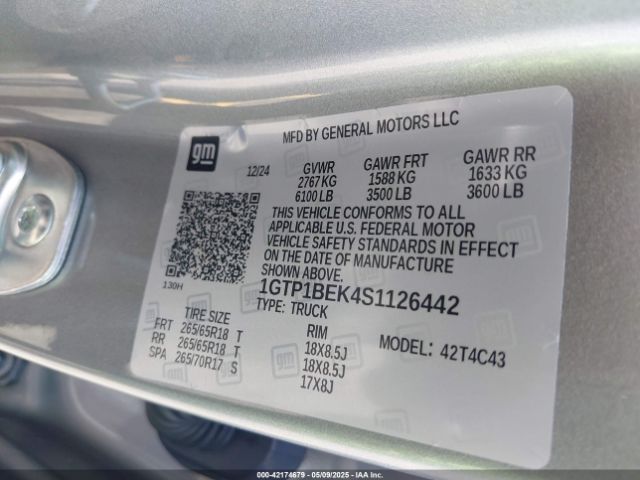 gm
MFD BY GENERAL MOTORS LLC
12/24
GVWR GAWR FRT GAWR RR
2767 KG 1588 KG 1633 KG
6100 LB 3500 LB 3600 LB
THIS VEHICLE CONFORMS TO ALL
APPLICABLE U.S. FEDERAL MOTOR
VEHICLE SAFETY STANDARDS IN EFFECT
ON THE DATE OF MANUFACTURE
SHOWN ABOVE.
130H
1GTP1BEK4S1126442
TYPE: TRUCK
TIRE SIZE RIM
FRT 265/65R18 T 18X8.5J
RR 265/65R18 T 18X8.5J
SPA 265/70R17 S 17X8J
MODEL: 42T4C43
000-42174679 | 05/09/2025 - IAA Inc.